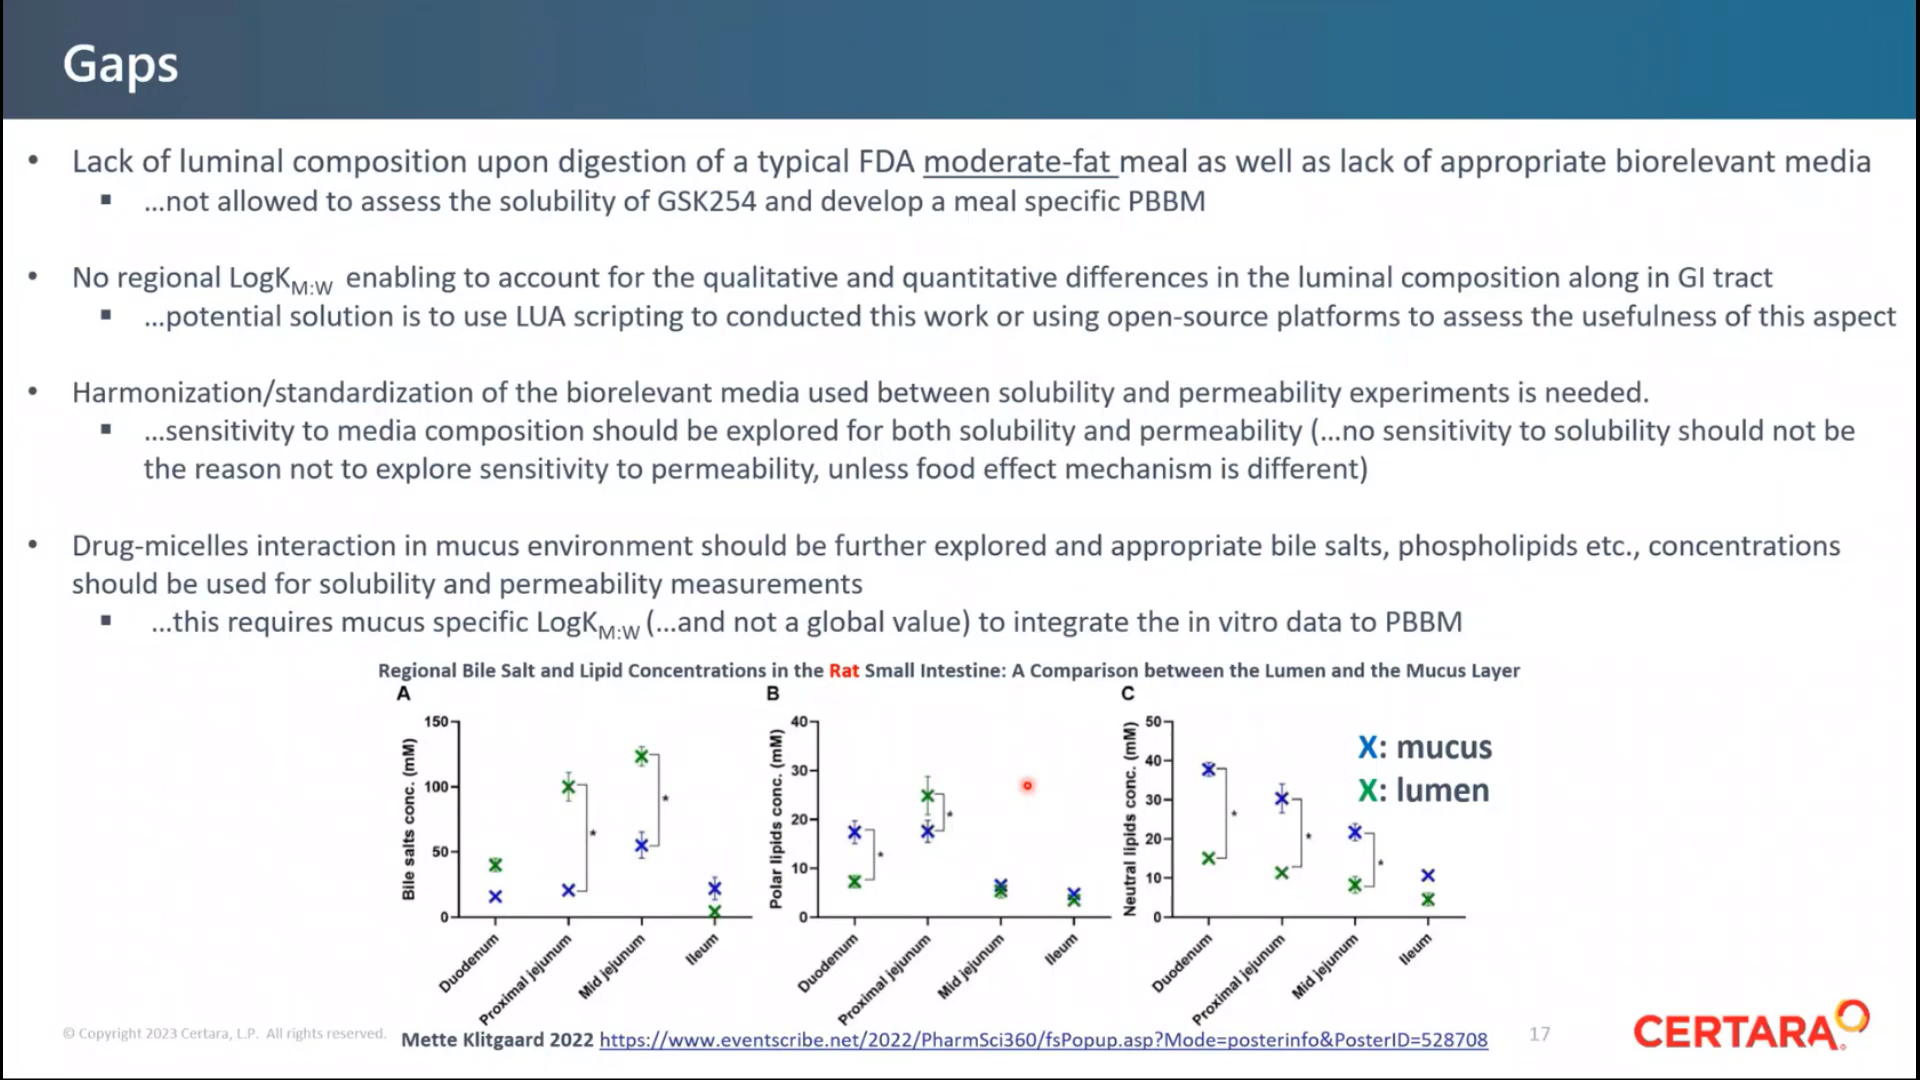 Gaps
• Lack of luminal composition upon digestion of a typical FDA moderate-fat meal as well as lack of appropriate biorelevant media
▪ ...not allowed to assess the solubility of GSK254 and develop a meal specific PBBM
• No regional LogKM:W enabling to account for the qualitative and quantitative differences in the luminal composition along in GI tract
▪ ...potential solution is to use LUA scripting to conducted this work or using open-source platforms to assess the usefulness of this aspect
• Harmonization/standardization of the biorelevant media used between solubility and permeability experiments is needed.
▪ ...sensitivity to media composition should be explored for both solubility and permeability (...no sensitivity to solubility should not be
the reason not to explore sensitivity to permeability, unless food effect mechanism is different)
• Drug-micelles interaction in mucus environment should be further explored and appropriate bile salts, phospholipids etc., concentrations
should be used for solubility and permeability measurements
▪ ...this requires mucus specific LogKM:W (...and not a global value) to integrate the in vitro data to PBBM
Regional Bile Salt and Lipid Concentrations in the Rat Small Intestine: A Comparison between the Lumen and the Mucus Layer
A
Bile salts conc. (mM)
150
100
50
0
*
*
Duodenum
Proximal jejunum
Mid jejunum
Ileum
B
Polar lipids conc. (mM)
40
30
20
10
0
*
*
Duodenum
Proximal jejunum
Mid jejunum
Ileum
C
Neutral lipids conc. (mM)
50
40
30
20
10
0
*
*
*
Duodenum
Proximal jejunum
Mid jejunum
Ileum
X: mucus
X: lumen
© Copyright 2023 Certara, L.P. All rights reserved.
Mette Klitgaard 2022 https://www.eventscribe.net/2022/PharmSci360/fsPopup.asp?Mode=posterinfo&PosterID=528708
17
CERTARA